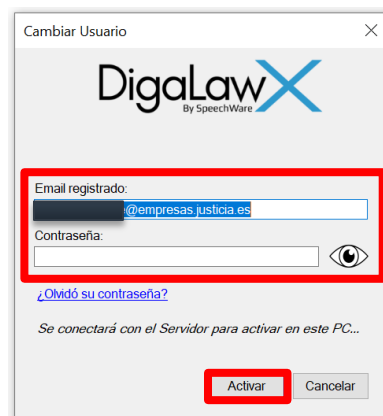 Cambiar Usuario
DigaLawX
By SpeechWare
Email registrado:
@empresas.justicia.es
Contraseña:
¿Olvidó su contraseña?
Se conectará con el Servidor para activar en este PC...
Activar
Cancelar